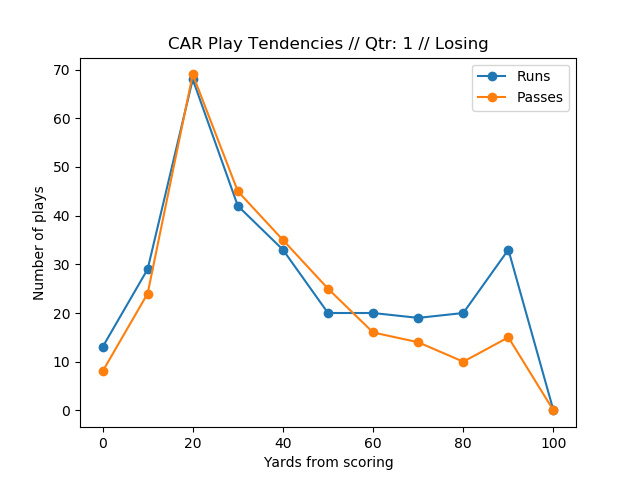 CAR Play Tendencies // Qtr: 1 // Losing
Runs
Passes
Number of plays
70
60
50
40
30
20
10
0
0 20 40 60 80 100
Yards from scoring